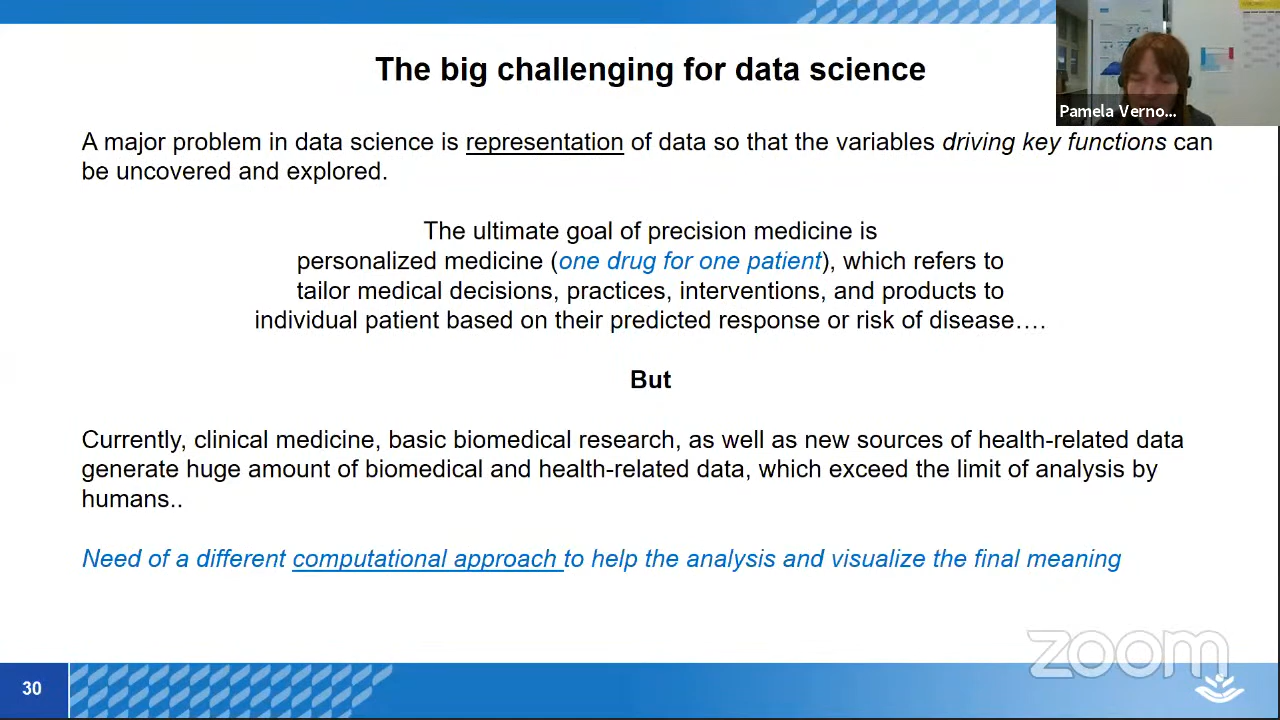 The big challenging for data science
Pamela Verno...
A major problem in data science is representation of data so that the variables driving key functions can
be uncovered and explored.
The ultimate goal of precision medicine is
personalized medicine (one drug for one patient), which refers to
tailor medical decisions, practices, interventions, and products to
individual patient based on their predicted response or risk of disease….
But
Currently, clinical medicine, basic biomedical research, as well as new sources of health-related data
generate huge amount of biomedical and health-related data, which exceed the limit of analysis by
humans..
Need of a different computational approach to help the analysis and visualize the final meaning
zoom
30